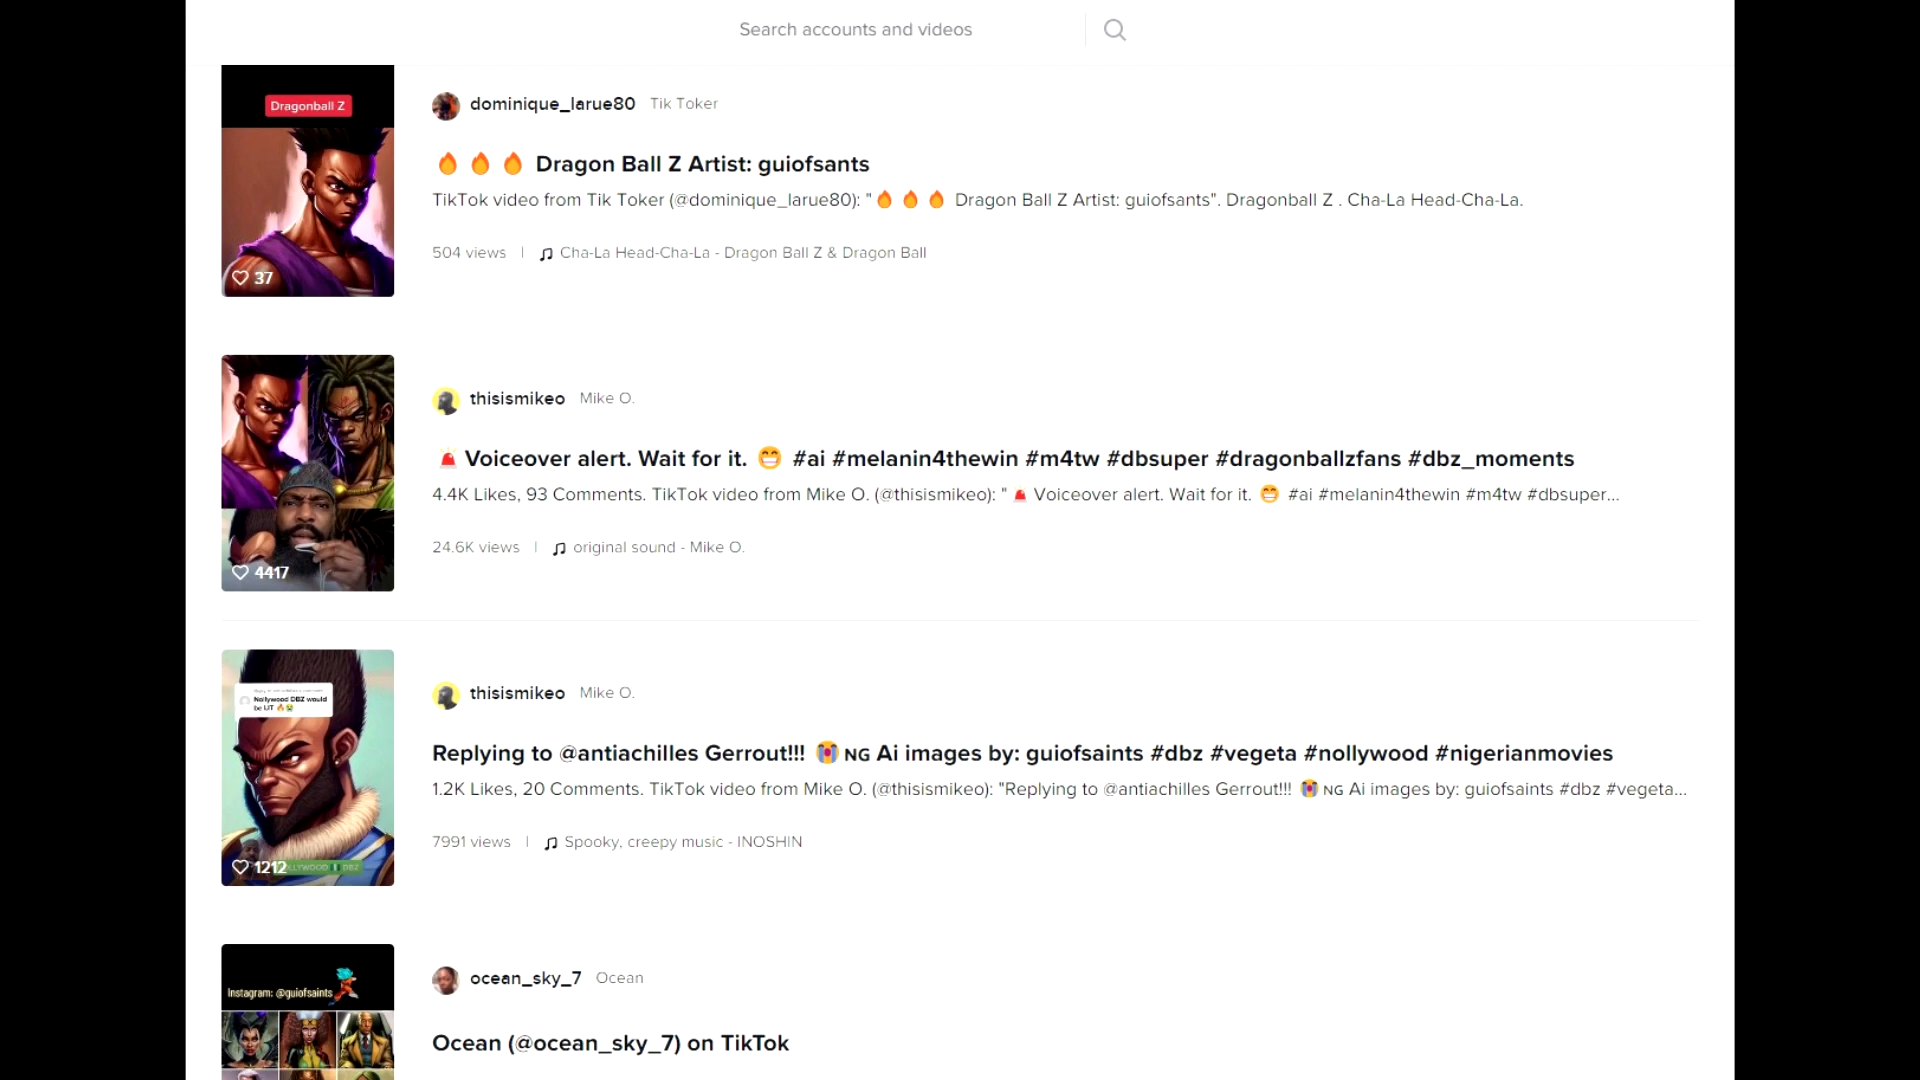 Search accounts and videos
Dragonball Z
37
dominique_larue80 Tik Toker
🔥 🔥 🔥 Dragon Ball Z Artist: guiofsants
TikTok video from Tik Toker (@dominique_larue80): "🔥 🔥 🔥 Dragon Ball Z Artist: guiofsants". Dragonball Z . Cha-La Head-Cha-La.
504 views | Cha-La Head-Cha-La - Dragon Ball Z & Dragon Ball
4417
thisismikeo Mike O.
🚨 Voiceover alert. Wait for it. 😁 #ai #melanin4thewin #m4tw #dbsuper #dragonballzfans #dbz_moments
4.4K Likes, 93 Comments. TikTok video from Mike O. (@thisismikeo): "🚨 Voiceover alert. Wait for it. 😁 #ai #melanin4thewin #m4tw #dbsuper...
24.6K views | original sound - Mike O.
Nollywood DBZ would
be LIT 🔥😭
1212
thisismikeo Mike O.
Replying to @antiachilles Gerrout!!! 😭 NG Ai images by: guiofsaints #dbz #vegeta #nollywood #nigerianmovies
1.2K Likes, 20 Comments. TikTok video from Mike O. (@thisismikeo): "Replying to @antiachilles Gerrout!!! 😭 NG Ai images by: guiofsaints #dbz #vegeta...
7991 views | Spooky, creepy music - INOSHIN
Instagram: @guiofsaints
ocean_sky_7 Ocean
Ocean (@ocean_sky_7) on TikTok